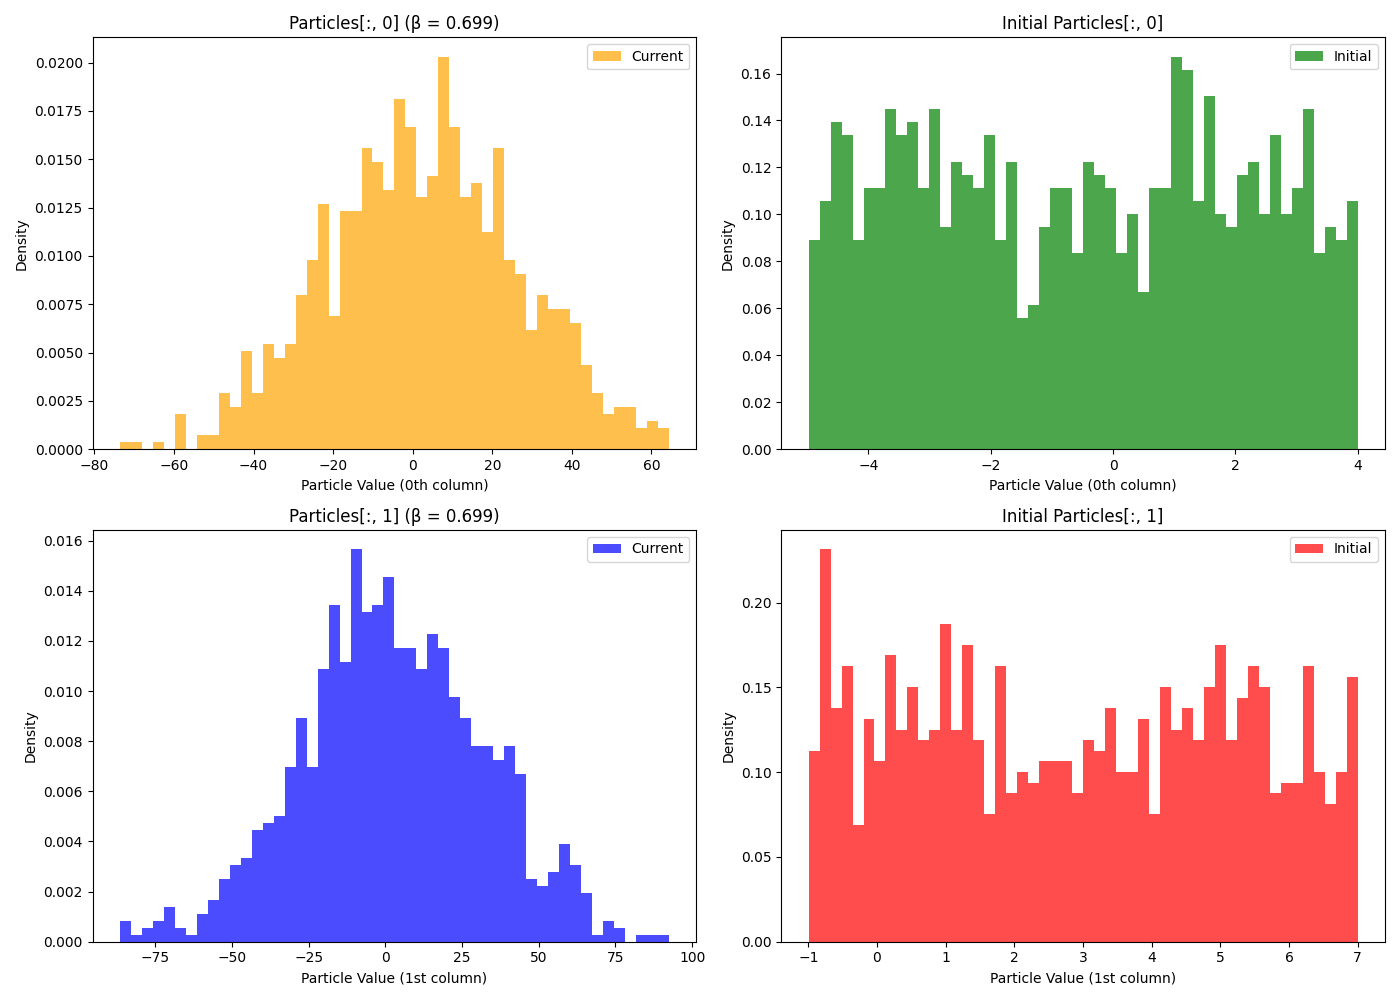 Particles[:, 0] (β = 0.699)
Current
0.0200
0.0175
0.0150
0.0125
0.0100
0.0075
0.0050
0.0025
0.0000
Density
−80 −60 −40 −20 0 20 40 60
Particle Value (0th column)
Initial Particles[:, 0]
Initial
0.16
0.14
0.12
0.10
0.08
0.06
0.04
0.02
0.00
Density
−4 −2 0 2 4
Particle Value (0th column)
Particles[:, 1] (β = 0.699)
Current
0.016
0.014
0.012
0.010
0.008
0.006
0.004
0.002
0.000
Density
−75 −50 −25 0 25 50 75 100
Particle Value (1st column)
Initial Particles[:, 1]
Initial
0.20
0.15
0.10
0.05
0.00
Density
−1 0 1 2 3 4 5 6 7
Particle Value (1st column)